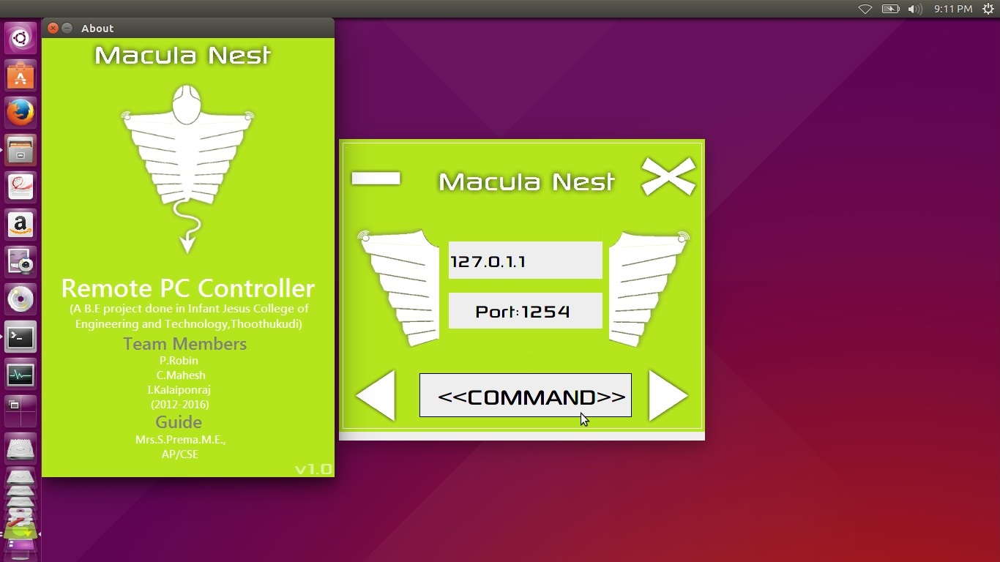 9:11 PM
About
Macula Nest
Remote PC Controller
(A B.E project done in Infant Jesus College of
Engineering and Technology,Thoothukudi)
Team Members
P.Robin
C.Mahesh
I.Kalaiponraj
(2012-2016)
Guide
Mrs.S.Prema.M.E.,
AP/CSE
v1.0
Macula Nest
127.0.1.1
Port:1254
<<COMMAND>>